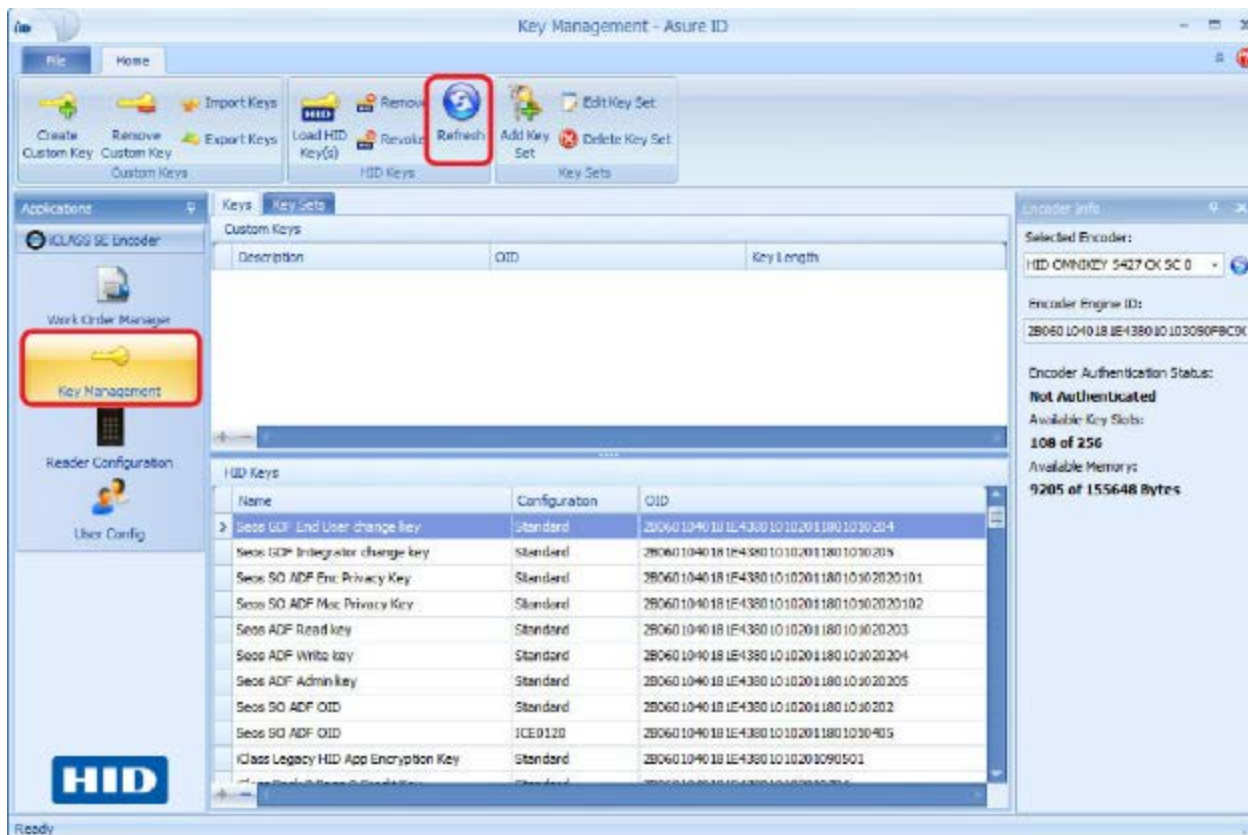 Key Management - Asure ID
File Home
Create Custom Key
Remove Custom Key
Import Keys
Export Keys
Custom Keys
HID
Load HID Key(s)
Remove
Revoke
Refresh
HID Keys
Add Key Set
Edit Key Set
Delete Key Set
Key Sets
Applications
iCLASS SE Encoder
Work Order Manager
Key Management
Reader Configuration
User Config
HID
Keys Key Sets
Custom Keys
Description OID Key Length
HID Keys
Name Configuration OID
Seos GDF End User change key Standard
Seos GDF Integrator change key Standard
Seos SO ADF Enc Privacy Key Standard
Seos SO ADF Mac Privacy Key Standard
Seos ADF Read key Standard
Seos ADF Write key Standard
Seos ADF Admin key Standard
Seos SO ADF OID Standard
Seos SO ADF OID ICE0120
iClass Legacy HID App Encryption Key Standard
Encoder Info
Selected Encoder:
HID OMNIKEY 5427 CK SC 0
Encoder Engine ID:
Encoder Authentication Status:
Not Authenticated
Available Key Slots:
108 of 256
Available Memory:
9205 of 155648 Bytes
Ready